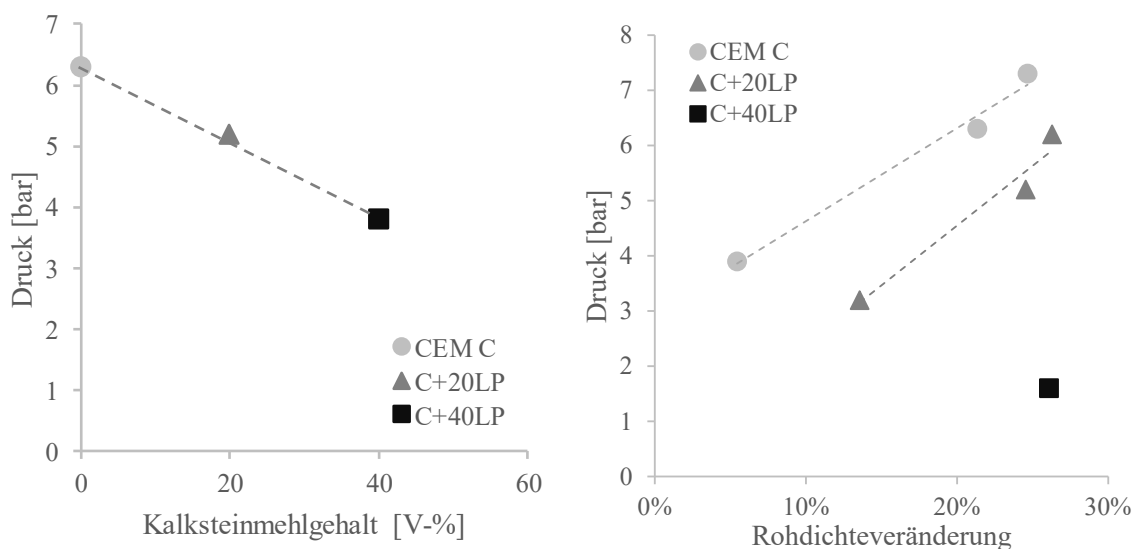 7
6
5
4
3
2
1
0
Druck [bar]
CEM C
C+20LP
C+40LP
0
20
40
60
Kalksteinmehlgehalt [V-%]
8
7
6
5
4
3
2
1
0
Druck [bar]
CEM C
C+20LP
C+40LP
0%
10%
20%
30%
Rohdichteveränderung